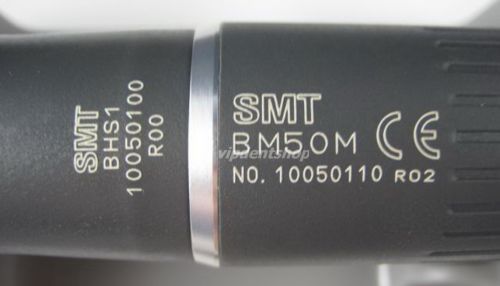 SMT
BHS1
10050100
R00
SMT
BM50M CE
NO. 10050110 R02
vipdentshop